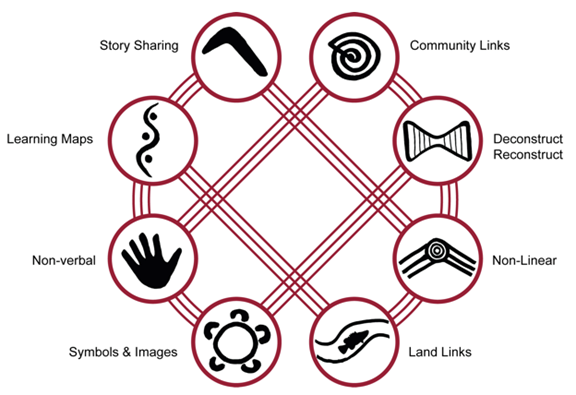 Story Sharing
Community Links
Learning Maps
Deconstruct
Reconstruct
Non-verbal
Non-Linear
Symbols & Images
Land Links